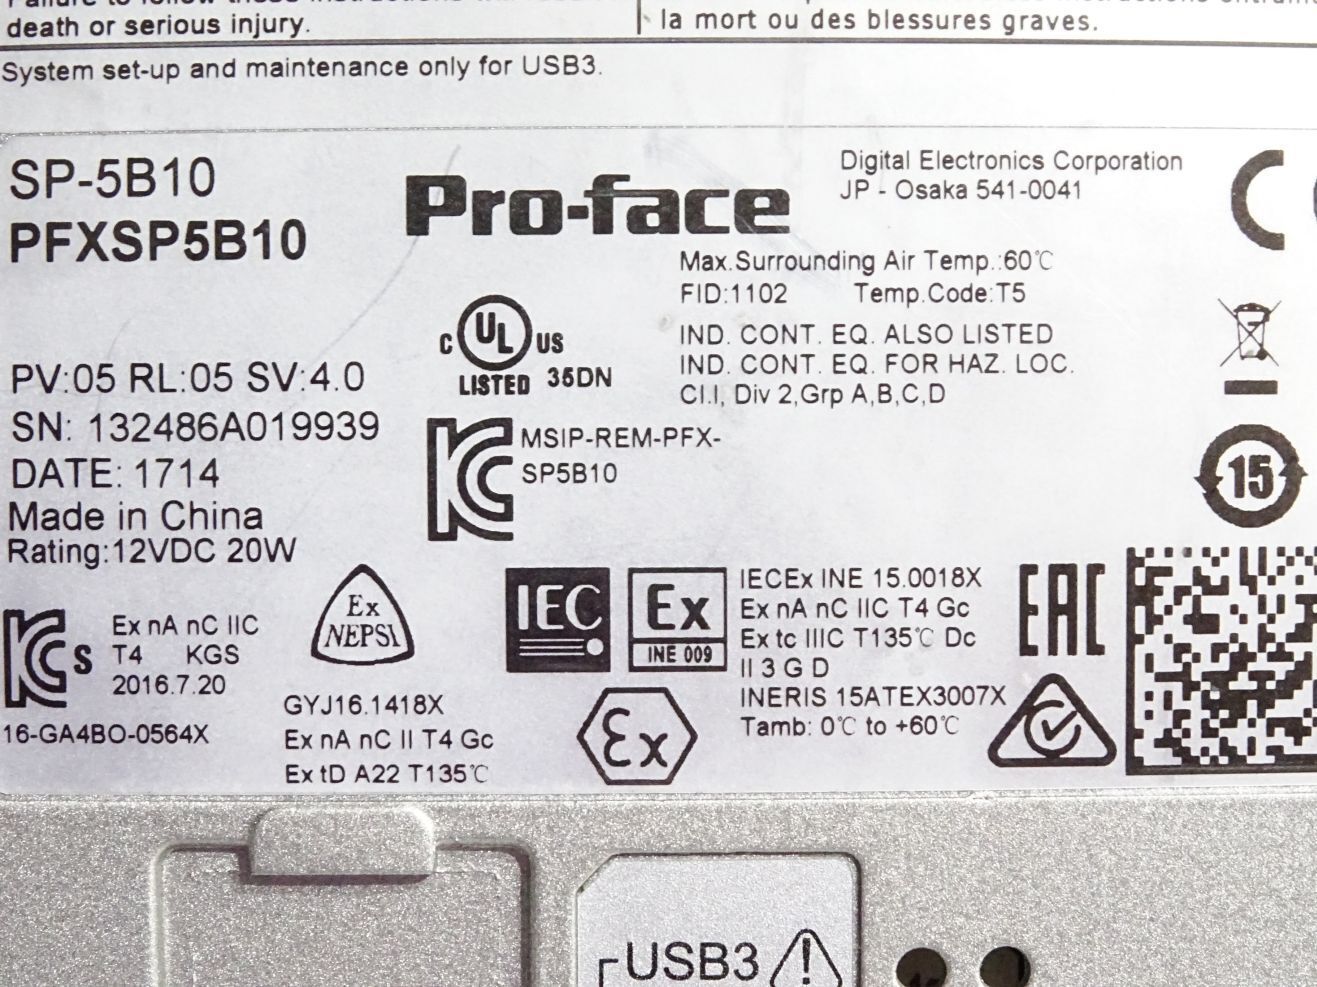 death or serious injury.
la mort ou des blessures graves.
System set-up and maintenance only for USB3.
SP-5B10
PFXSP5B10
Pro-face
Digital Electronics Corporation
JP - Osaka 541-0041
Max.Surrounding Air Temp.:60℃
FID:1102 Temp.Code:T5
IND. CONT. EQ. ALSO LISTED
IND. CONT. EQ. FOR HAZ. LOC.
Cl.I, Div 2,Grp A,B,C,D
C UL US
LISTED 35DN
PV:05 RL:05 SV:4.0
SN: 132486A019939
DATE: 1714
Made in China
Rating:12VDC 20W
MSIP-REM-PFX-
SP5B10
15
KCs
Ex nA nC IIC
T4 KGS
2016.7.20
16-GA4BO-0564X
Ex
NEPSI
GYJ16.1418X
Ex nA nC II T4 Gc
Ex tD A22 T135℃
IEC
Ex
INE 009
Ex
IECEx INE 15.0018X
Ex nA nC IIC T4 Gc
Ex tc IIIC T135℃ Dc
II 3 G D
INERIS 15ATEX3007X
Tamb: 0℃ to +60℃
EAC
USB3